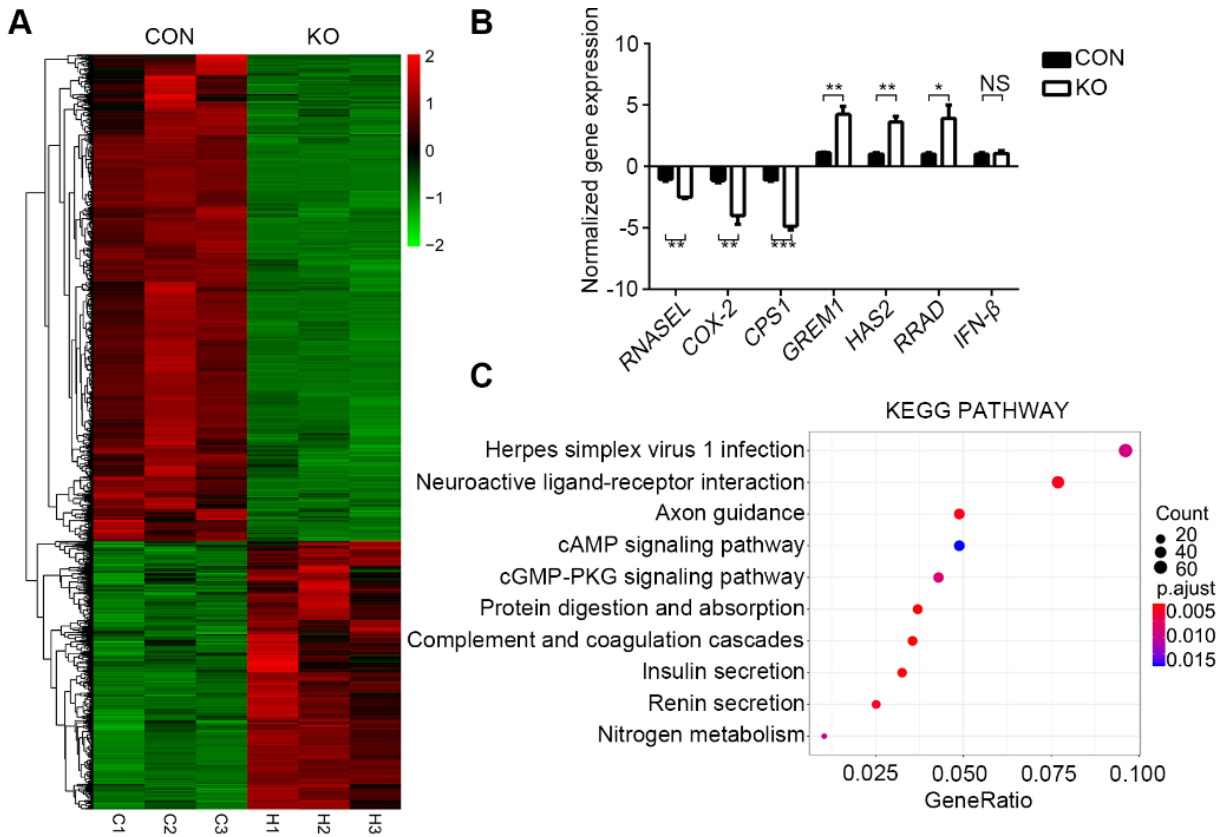 A
CON KO
2
1
0
−1
−2
C1 C2 C3 H1 H2 H3
B
Normalized gene expression
10
5
0
-5
-10
CON
KO
** ** * NS
** ** ***
RNASEL COX-2 CPS1 GREM1 HAS2 RRAD IFN-β
C
KEGG PATHWAY
Herpes simplex virus 1 infection
Neuroactive ligand-receptor interaction
Axon guidance
cAMP signaling pathway
cGMP-PKG signaling pathway
Protein digestion and absorption
Complement and coagulation cascades
Insulin secretion
Renin secretion
Nitrogen metabolism
0.025 0.050 0.075 0.100
GeneRatio
Count
20
40
60
p.ajust
0.005
0.010
0.015